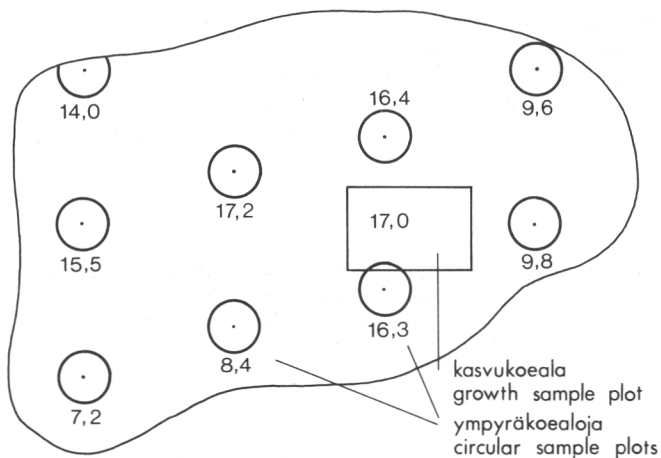 14,0
16,4
9,6
17,2
17,0
15,5
9,8
16,3
8,4
7,2
kasvukoeala
growth sample plot
ympyräkoealoja
circular sample plots